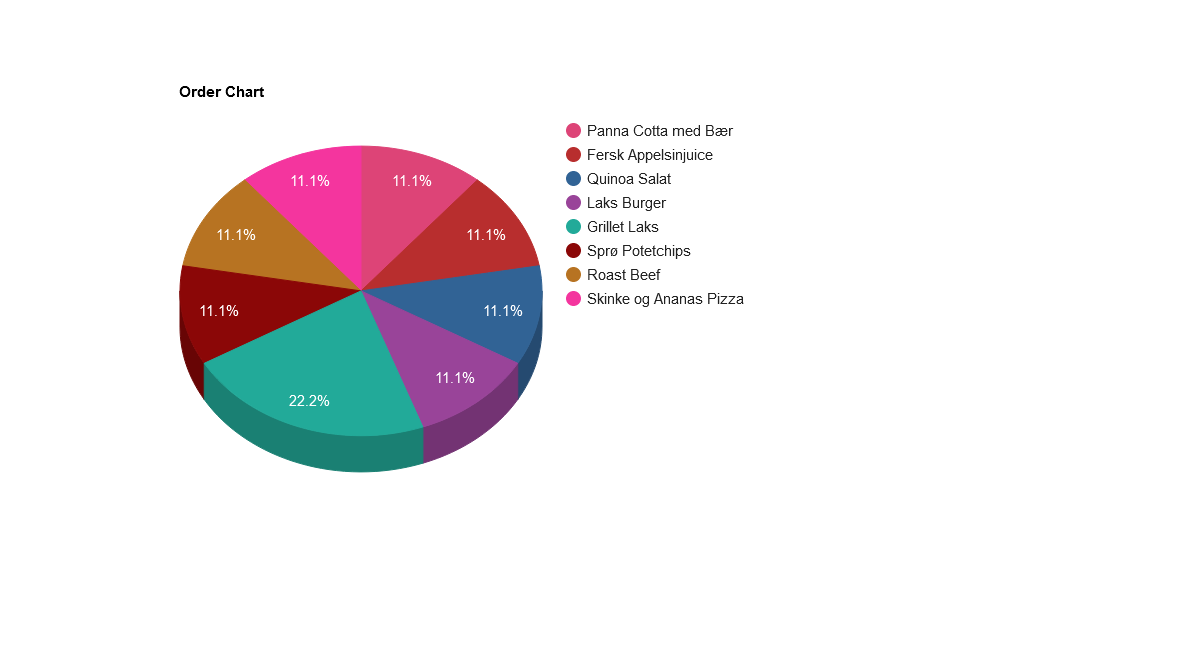 Order Chart
Panna Cotta med Bær
Fersk Appelsinjuice
Quinoa Salat
Laks Burger
Grillet Laks
Sprø Potetchips
Roast Beef
Skinke og Ananas Pizza
11.1%
11.1%
11.1%
11.1%
22.2%
11.1%
11.1%
11.1%